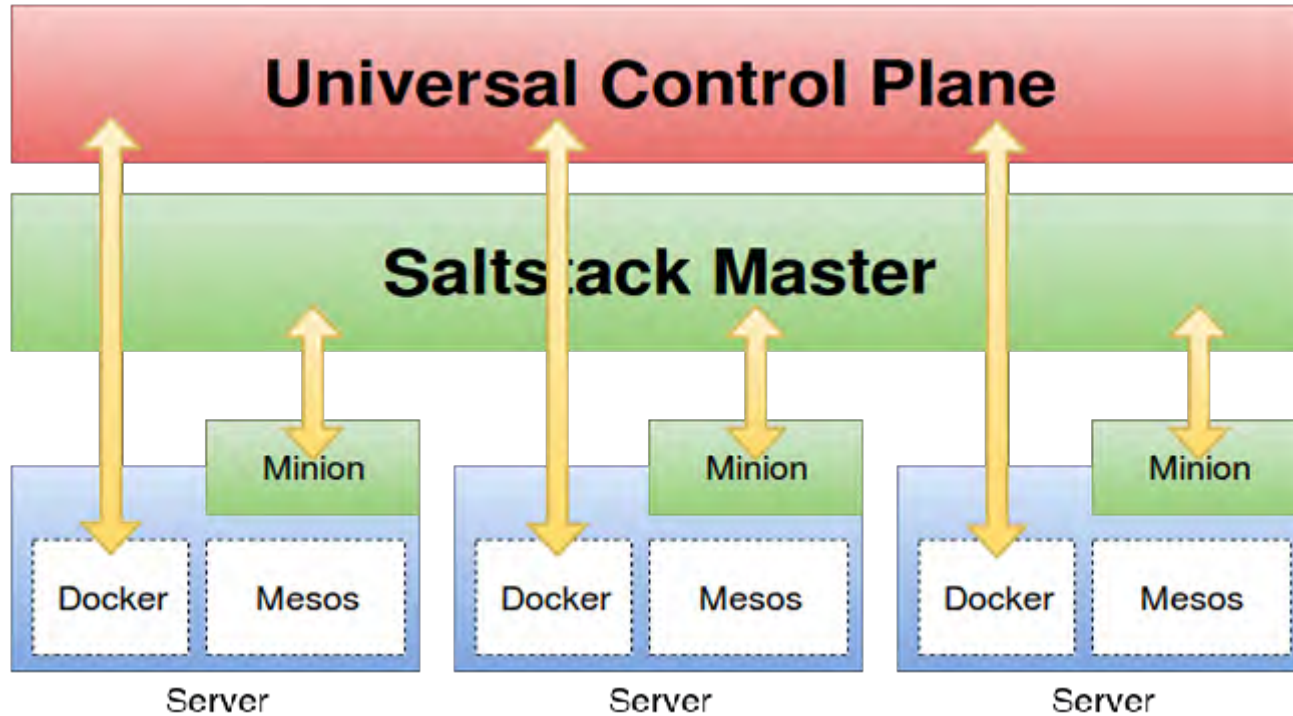 Universal Control Plane
Saltstack Master
Minion Minion Minion
Docker Mesos Docker Mesos Docker Mesos
Server Server Server